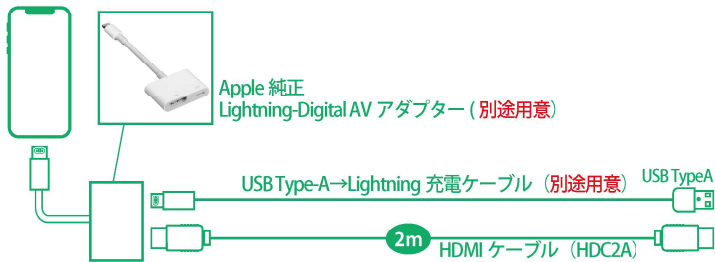 Apple 純正
Lightning-Digital AV アダプター ( 別途用意)
USB Type-A→Lightning 充電ケーブル (別途用意)
USB TypeA
2m
HDMI ケーブル (HDC2A)